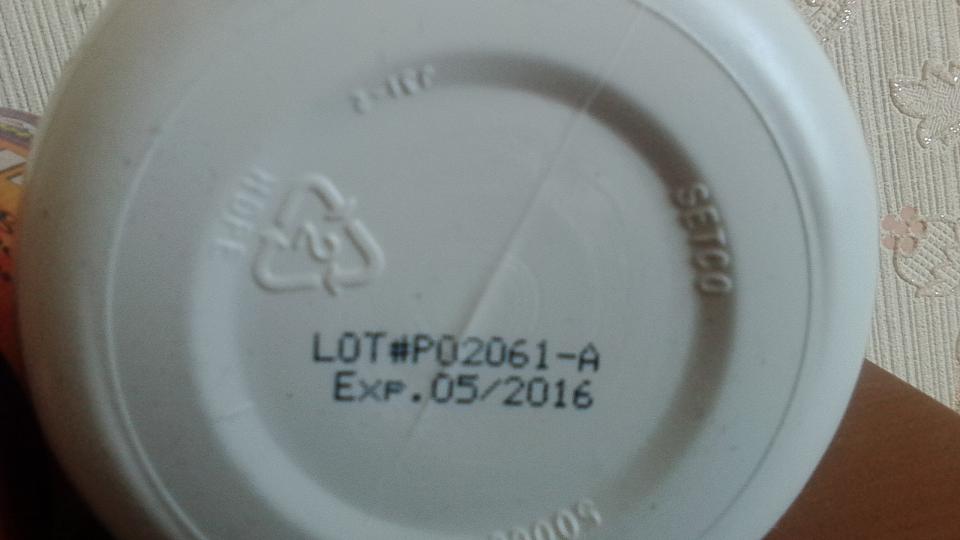 HDPE
2
SETCO
LOT#P02061-A
Exp.05/2016